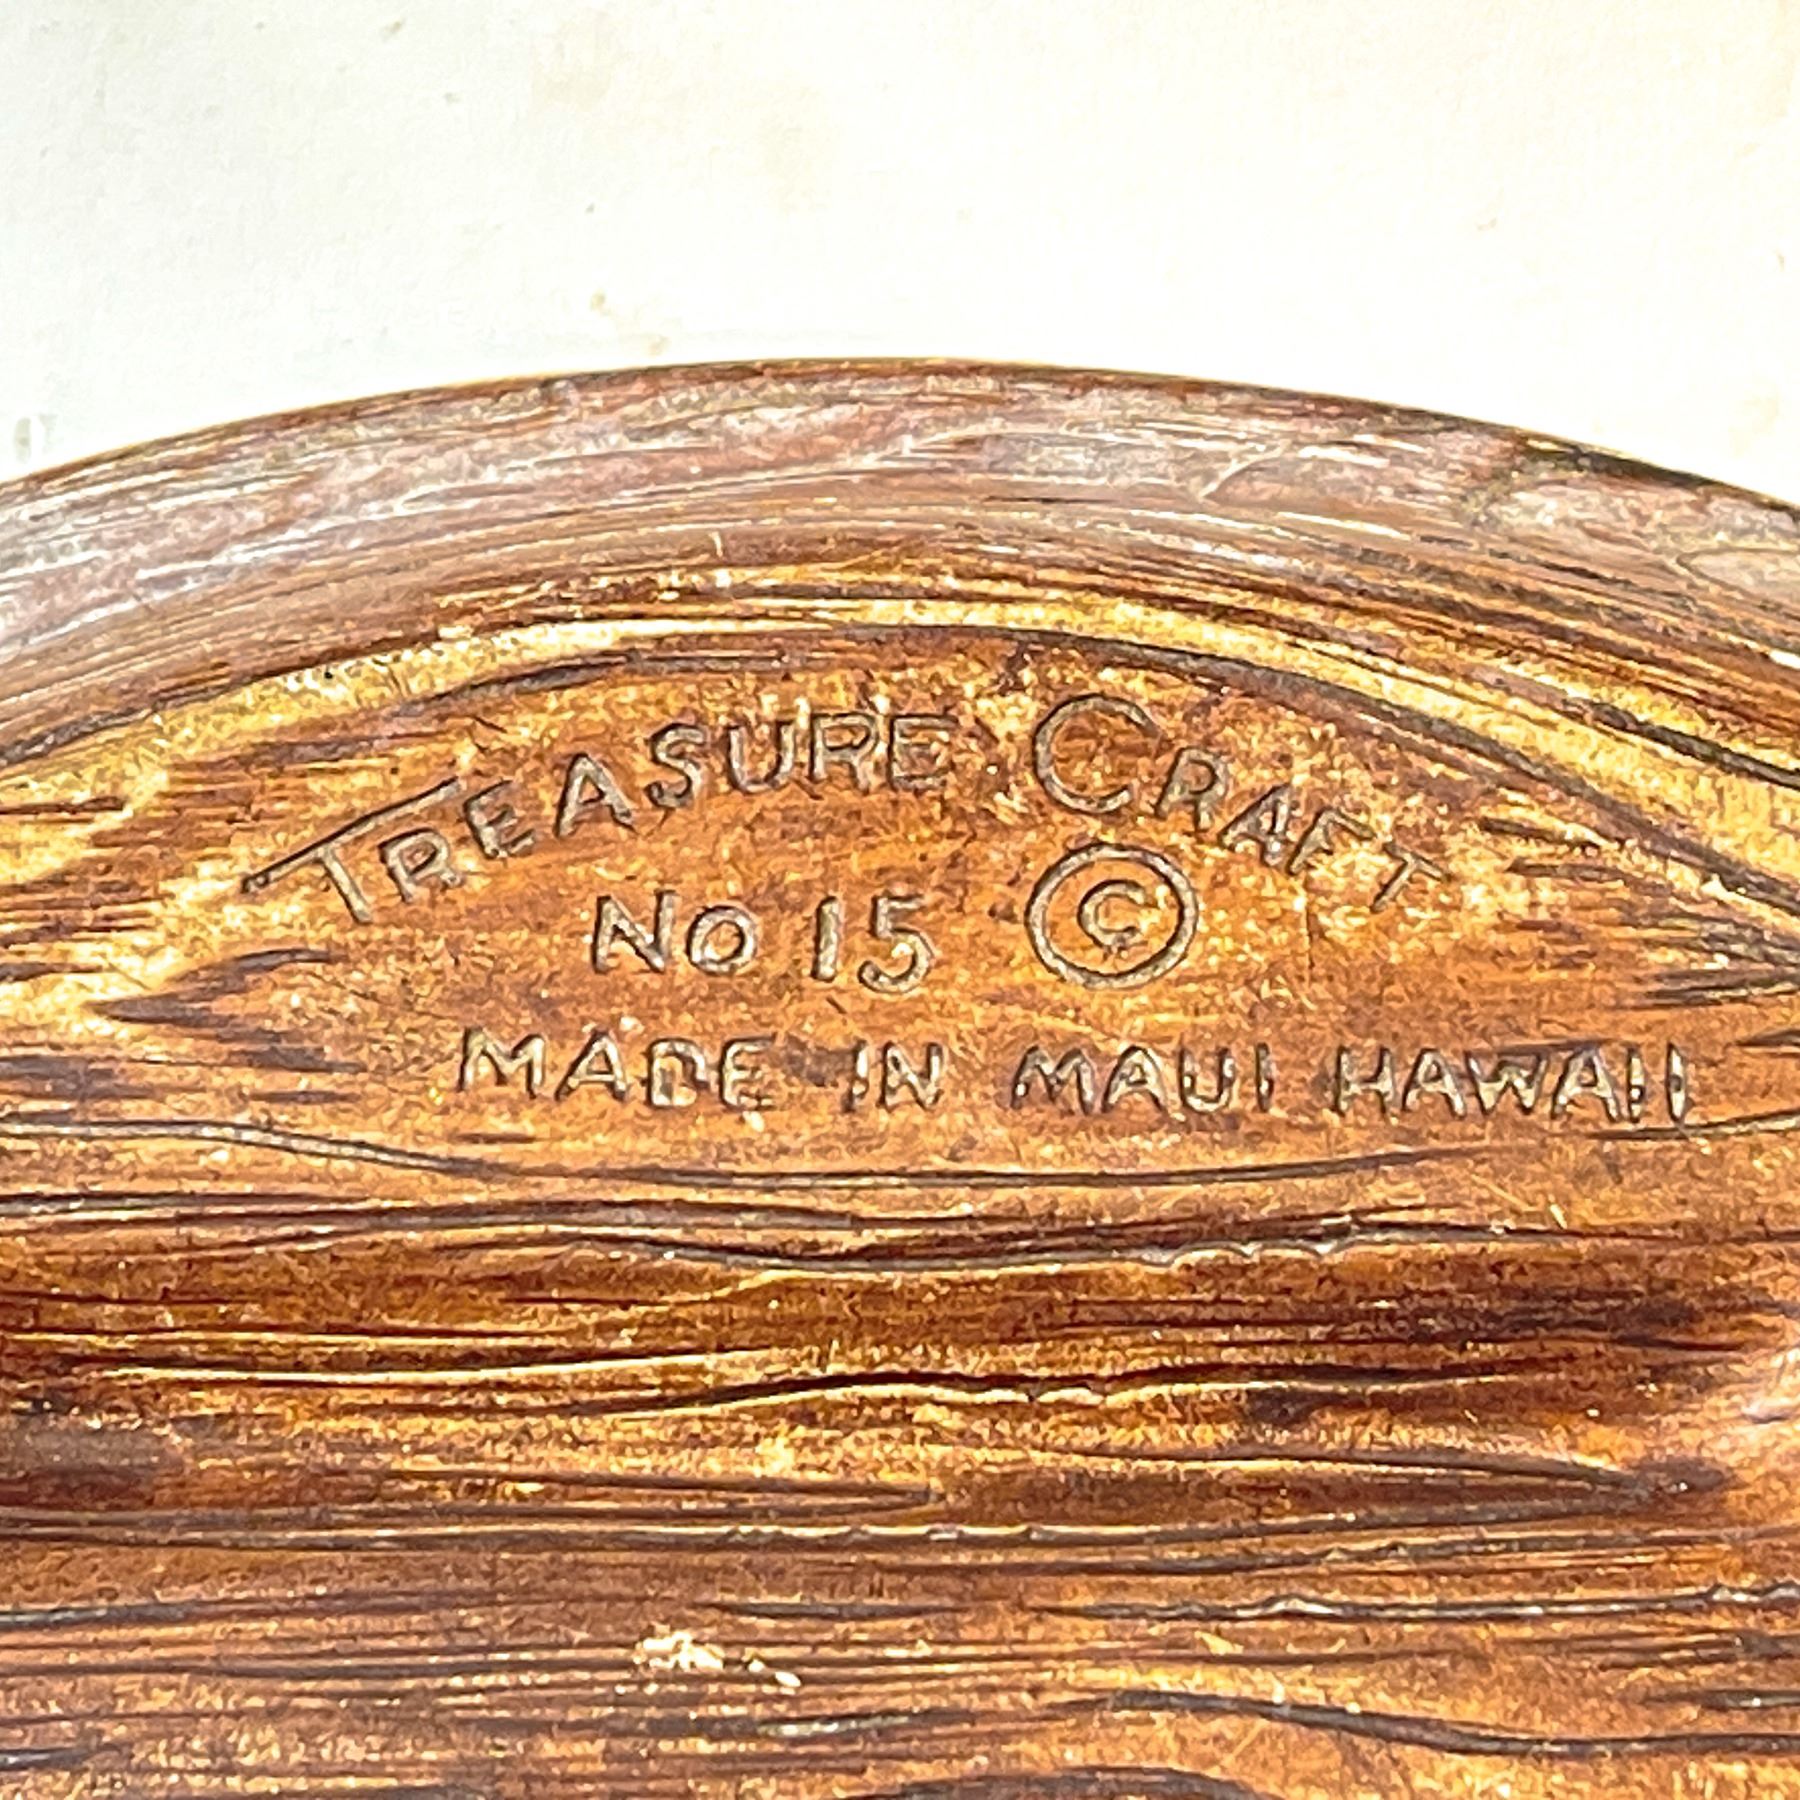 TREASURE CRAFT
No 15 ©
MADE IN MAUI HAWAII